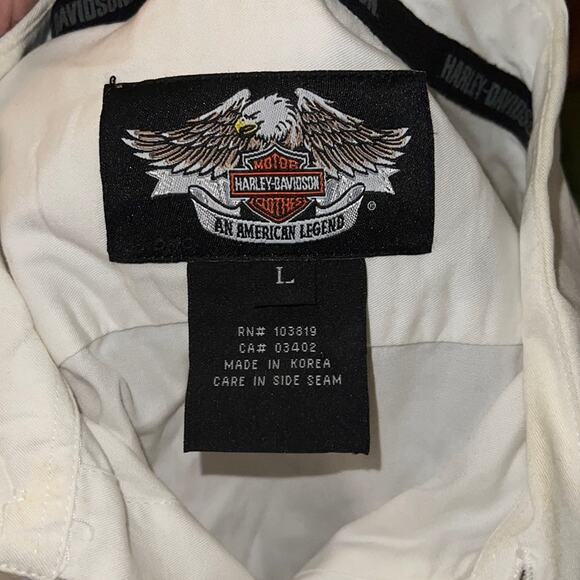 DAVIDSON
HARLEY-DAVIDS
MOTOR
HARLEY-DAVIDSON
CLOTHES
AN AMERICAN LEGEND
®
L
RN# 103819
CA# 03402
MADE IN KOREA
CARE IN SIDE SEAM